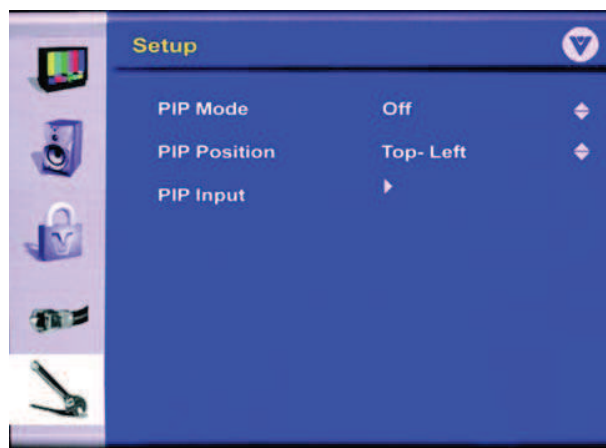 Setup
PIP Mode Off
PIP Position Top- Left
PIP Input